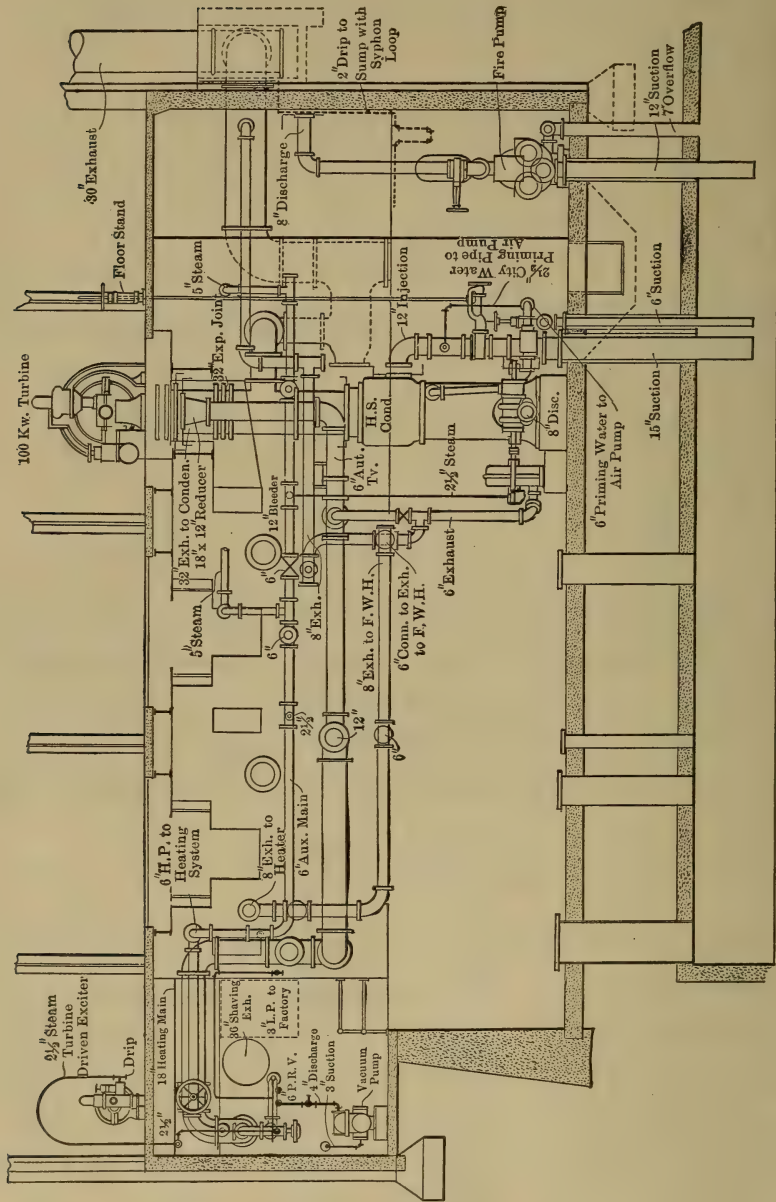 2½" Steam
Turbine
Driven Exciter
Drip
2½"
18 Heating Main
36" Shaving
Exh.
3" L.P. to
Factory
6" P.R.V.
4" Discharge
3" Suction
Vacuum
Pump
6" H.P. to
Heating
System
8" Exh. to
Heater
6" Aux. Main
2½"
12"
6"
5" Steam
6"
6"
8" Exh.
12" Bleeder
8" Exh. to F.W.H.
6" Conn. to Exh.
to F.W.H.
6" Exhaust
2½" Steam
100 Kw. Turbine
32" Exh. to Conden.
18" x 12" Reducer
32" Exp. Joint
6" Aut.
Tv.
H.S.
Cond.
8" Disc.
6" Priming Water to
Air Pump
15" Suction
6" Suction
Floor Stand
5" Steam
12" Injection
2½" City Water
Priming Pipe to
Air Pump
30" Exhaust
8" Discharge
2" Drip to
Sump with
Syphon
Loop
Fire Pump
12" Suction
7" Overflow